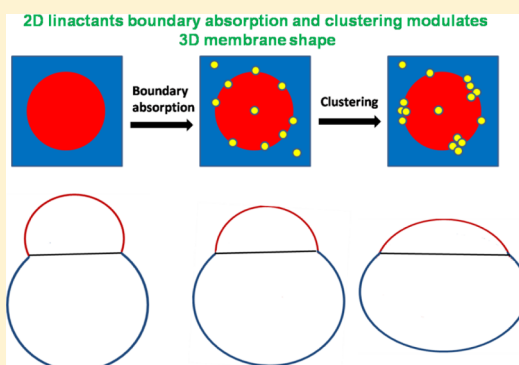 2D linactants boundary absorption and clustering modulates
3D membrane shape
Boundary
absorption
Clustering